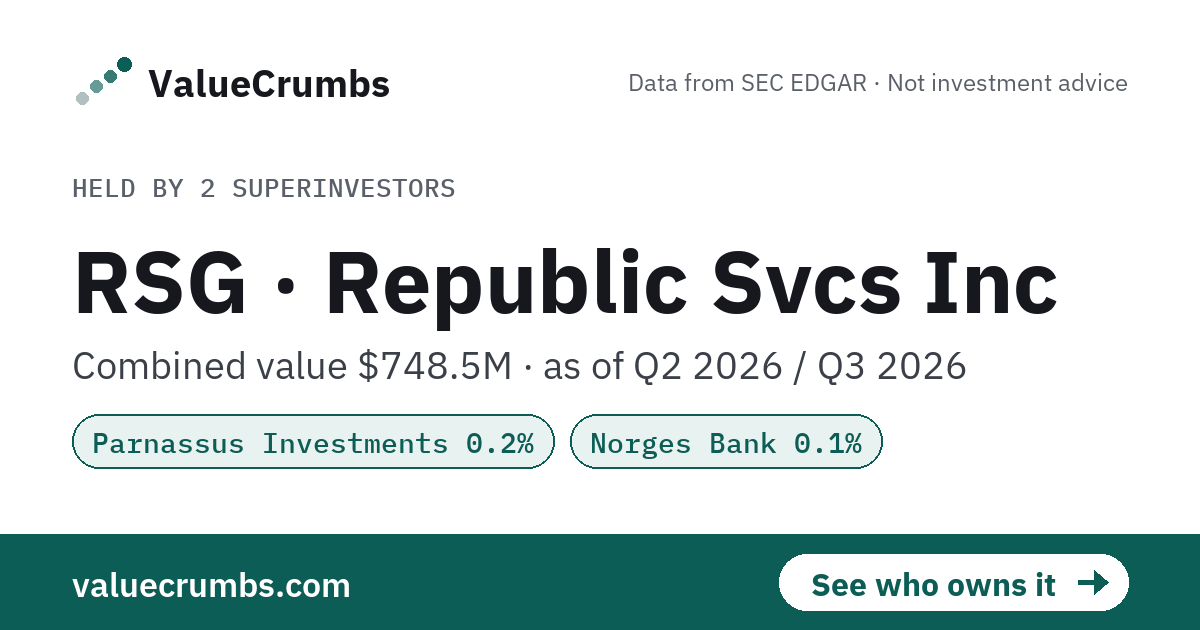 ValueCrumbs
Data from SEC EDGAR · Not investment advice
HELD BY 2 SUPERINVESTORS
RSG · Republic Svcs Inc
Combined value $748.5M · as of Q2 2026 / Q3 2026
Parnassus Investments 0.2%
Norges Bank 0.1%
valuecrumbs.com
See who owns it